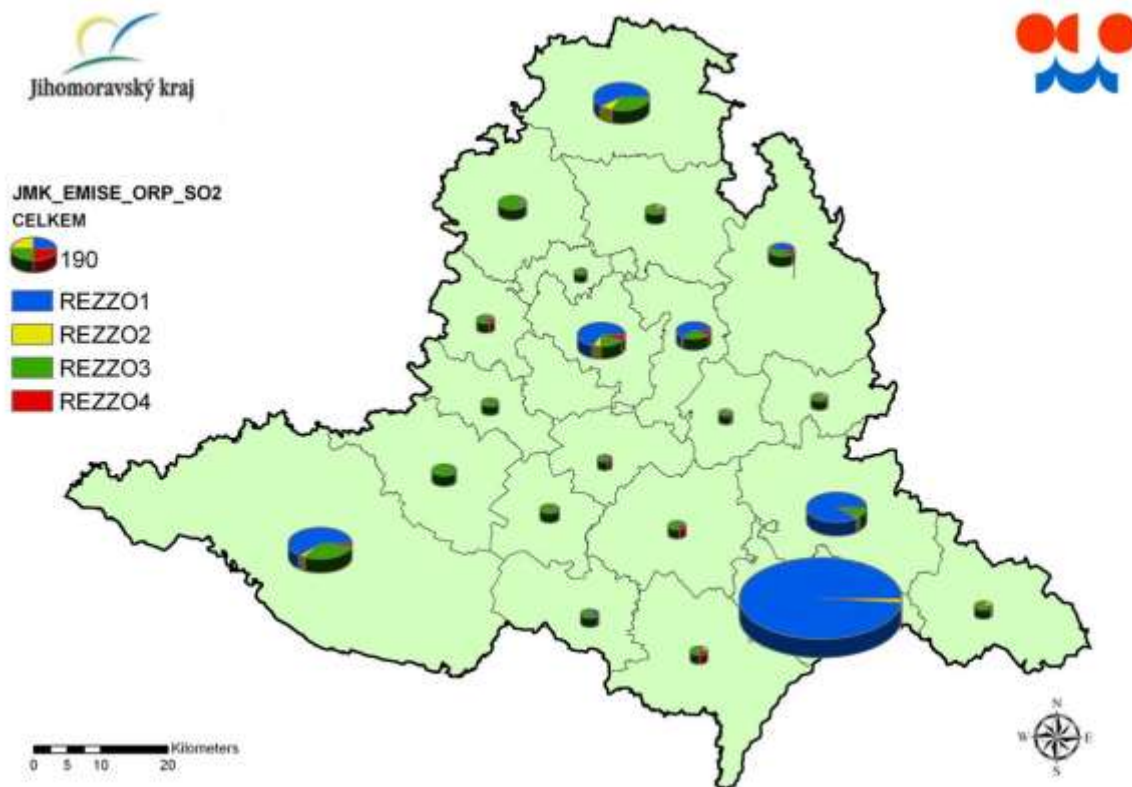 Jihomoravský kraj
JMK_EMISE_ORP_SO2
CELKEM
190
REZZO1
REZZO2
REZZO3
REZZO4
Kilometers
0 5 10 20
N
W E
S